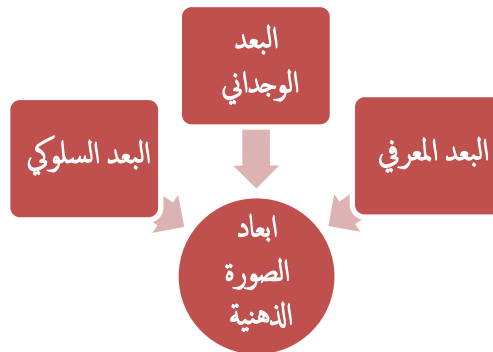 البعد
الوجداني
البعد المعرفي
البعد السلوكي
ابعاد
الصورة
الذهنية